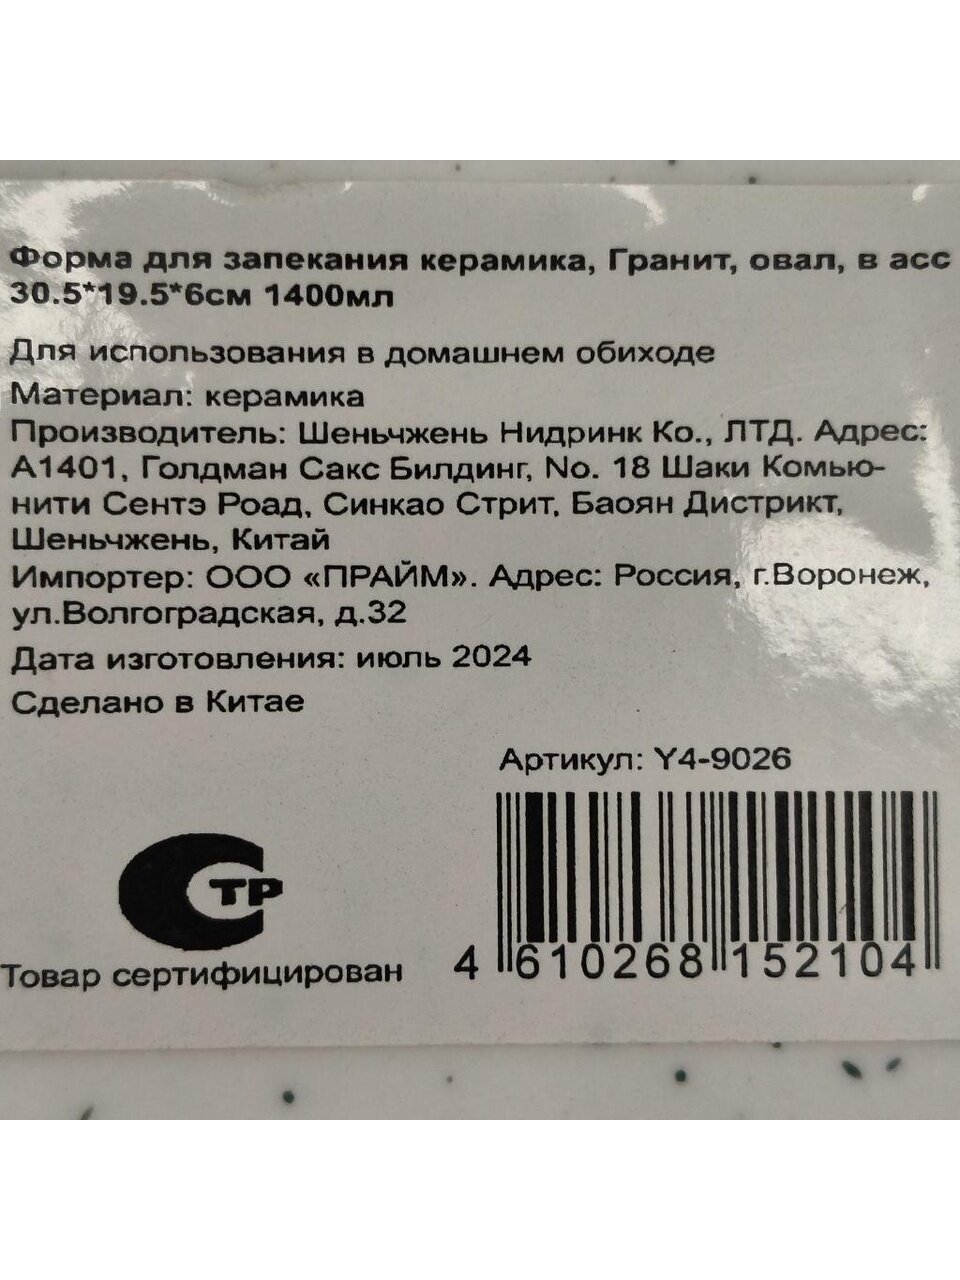 Форма для запекания керамика, Гранит, овал, в асс
30.5*19.5*6см 1400мл
Для использования в домашнем обиходе
Материал: керамика
Производитель: Шеньчжень Нидринк Ко., ЛТД. Адрес:
А1401, Голдман Сакс Билдинг, No. 18 Шаки Комью-
нити Сентэ Роад, Синкао Стрит, Баоян Дистрикт,
Шеньчжень, Китай
Импортер: ООО «ПРАЙМ». Адрес: Россия, г.Воронеж,
ул.Волгоградская, д.32
Дата изготовления: июль 2024
Сделано в Китае
Артикул: Y4-9026
СТР
Товар сертифицирован
4 610268 152104